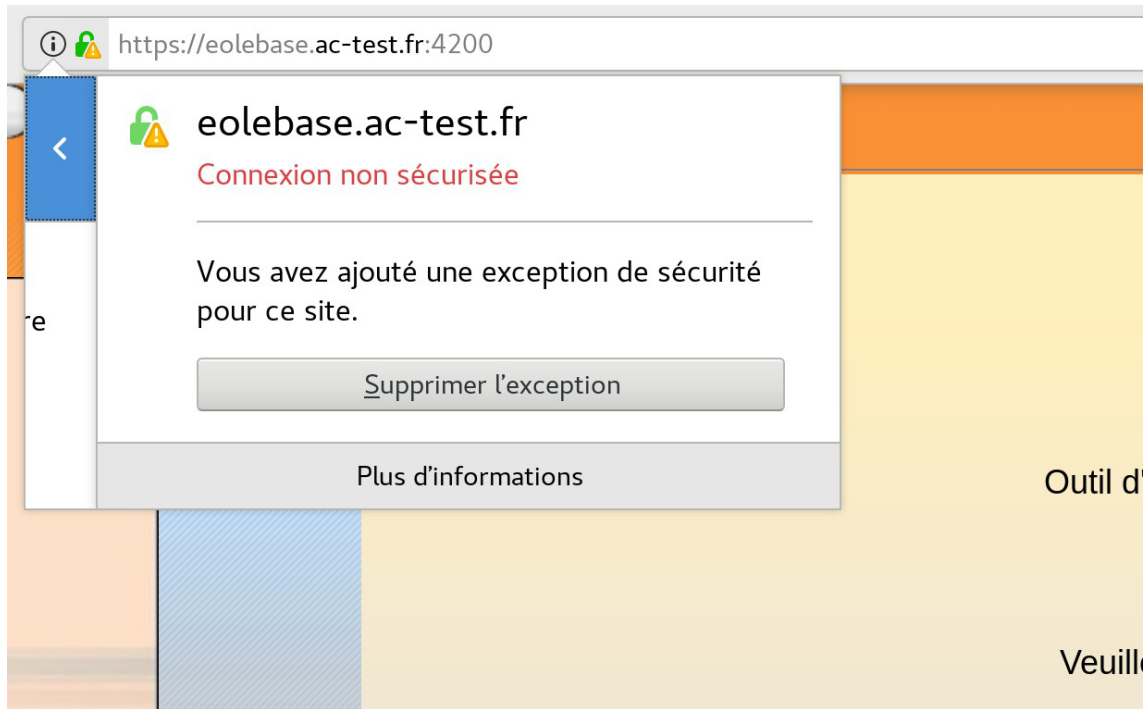 https://eolebase.ac-test.fr:4200
eolebase.ac-test.fr
Connexion non sécurisée
Vous avez ajouté une exception de sécurité
pour ce site.
Supprimer l’exception
Plus d’informations
Outil